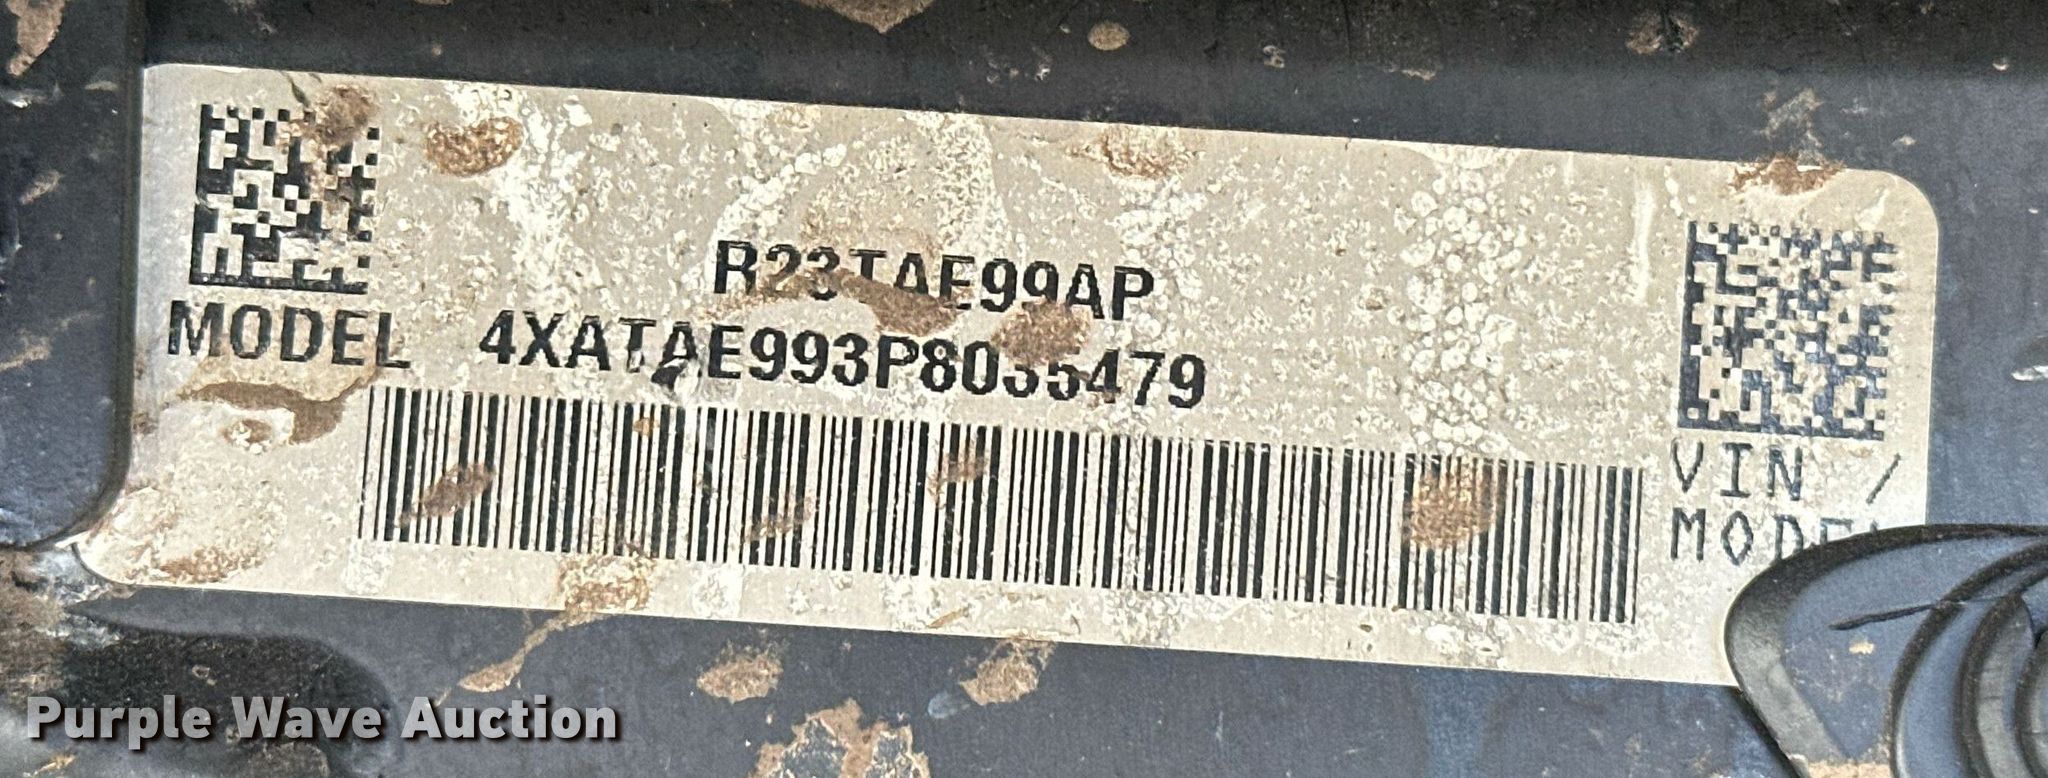 R23TAE99AP
MODEL 4XATAE993P8035479
VIN /
MODEL
Purple Wave Auction